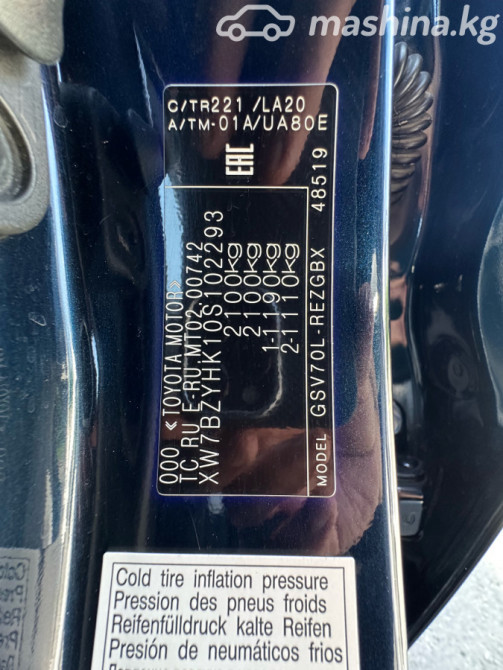 mashina.kg
C/TR221 /LA20
A/TM-01A/UA80E
EAC
48519
ООО «TOYOTA MOTOR»
TC RU E-RU.MT02.00742
XW7BZYHK10S102293
2100kg
2100kg
1-1190kg
2-1110kg
MODEL GSV70L-REZGBX
Cold tire inflation pressure
Pression des pneus froids
Reifenfülldruck kalte Reifen
Presión de neumáticos frios